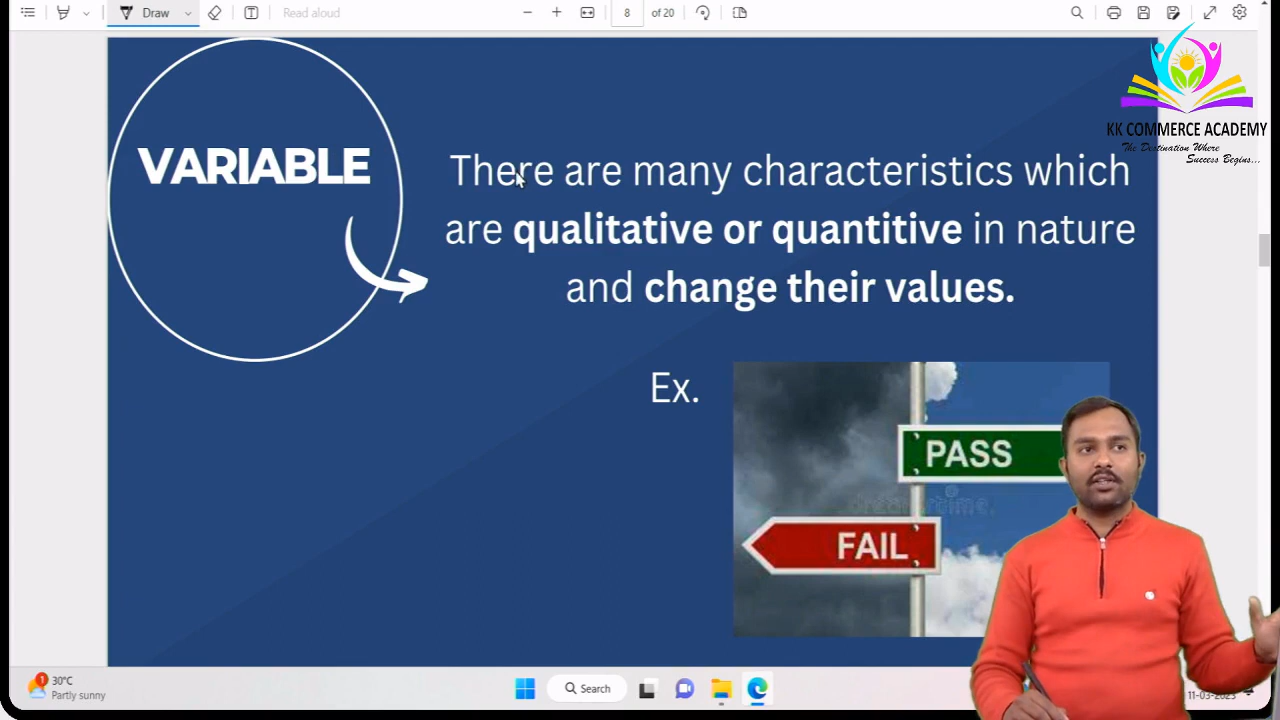 Draw
Read aloud
8
of 20
KK COMMERCE ACADEMY
The Destination Where
Success Begins...
VARIABLE
There are many characteristics which
are qualitative or quantitive in nature
and change their values.
Ex.
PASS
FAIL
1
30°C
Partly sunny
Search
11-03-2023